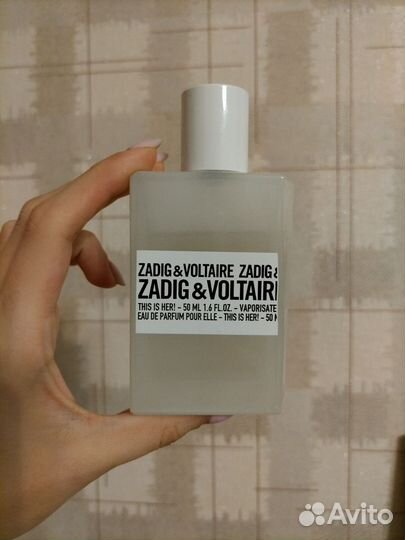 ZADIG&VOLTAIRE ZADIG &
ZADIG &VOLTAIRE
THIS IS HER! – 50 ML 1.6 FL.OZ. – VAPORISATE
EAU DE PARFUM POUR ELLE – THIS IS HER! – 50 M
Avito